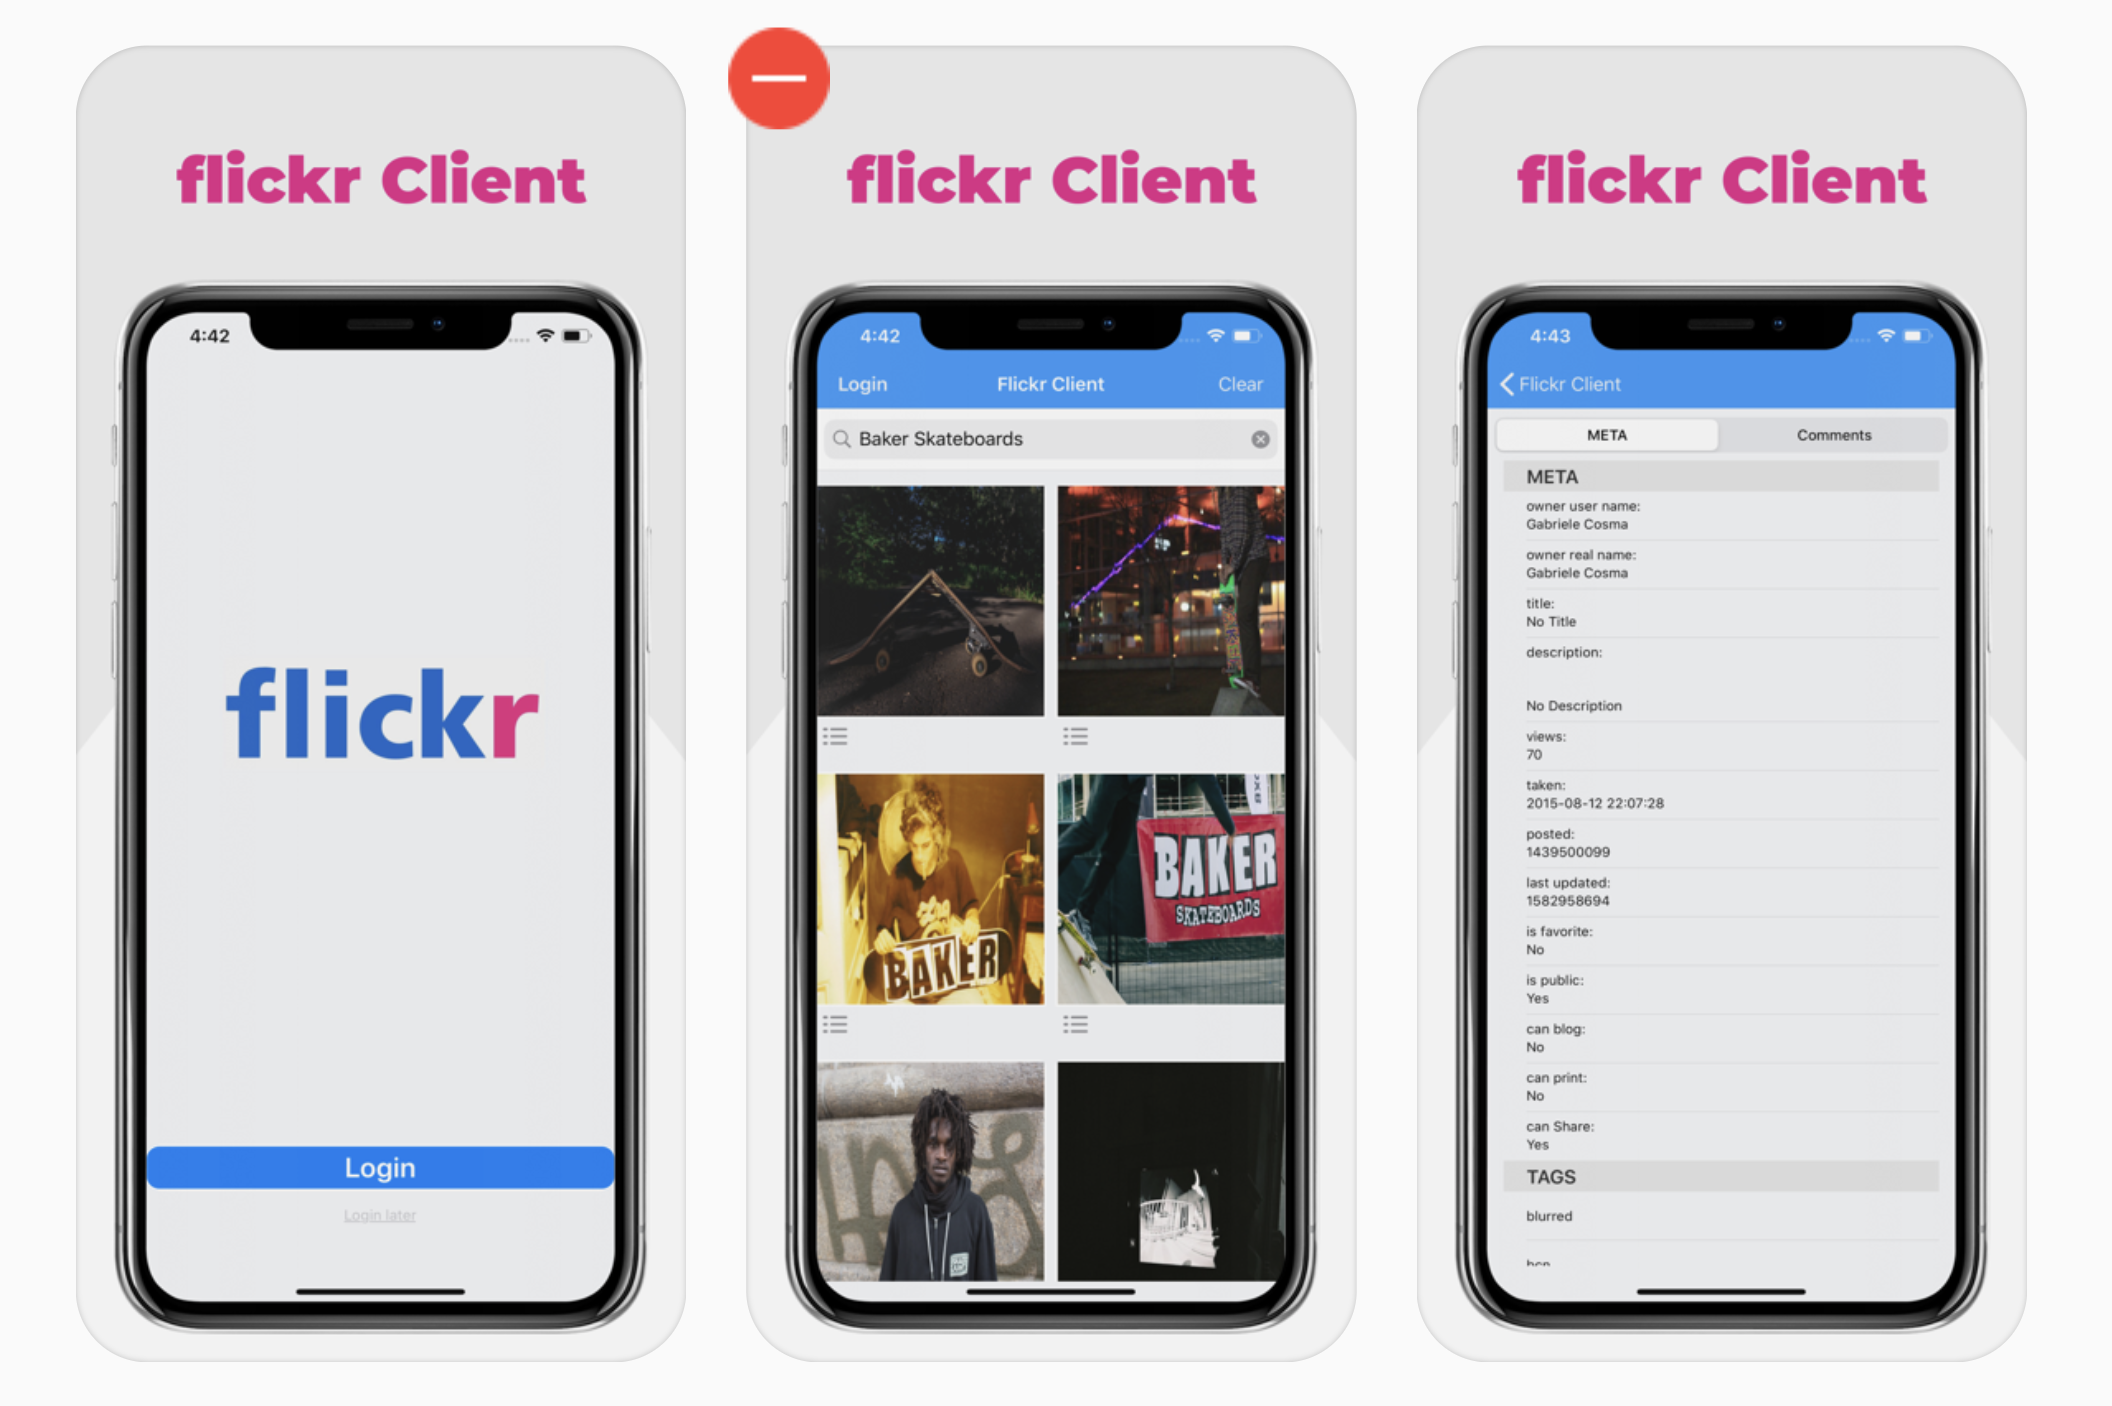 flickr Client
4:42
flickr
Login
Login later
flickr Client
4:42
Login
Flickr Client
Clear
Baker Skateboards
BAKER
BAKER
SKATEBOARDS
flickr Client
4:43
Flickr Client
META
Comments
META
owner user name:
Gabriele Cosma
owner real name:
Gabriele Cosma
title:
No Title
description:
No Description
views:
70
taken:
2015-08-12 22:07:28
posted:
1439500099
last updated:
1582958694
is favorite:
No
is public:
Yes
can blog:
No
can print:
No
can Share:
Yes
TAGS
blurred